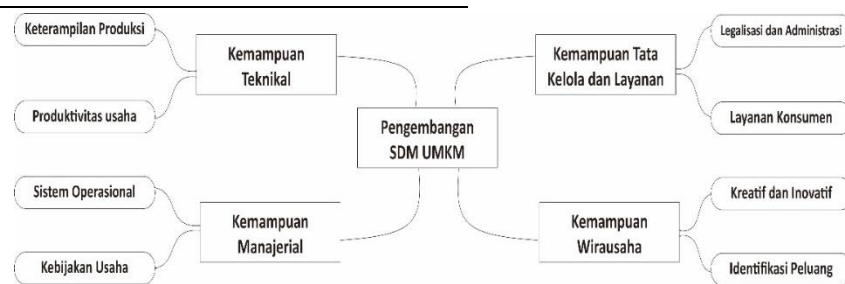 Keterampilan Produksi
Produktivitas usaha
Kemampuan
Teknikal
Sistem Operasional
Kebijakan Usaha
Kemampuan
Manajerial
Pengembangan
SDM UMKM
Kemampuan Tata
Kelola dan Layanan
Legalisasi dan Administrasi
Layanan Konsumen
Kemampuan
Wirausaha
Kreatif dan Inovatif
Identifikasi Peluang